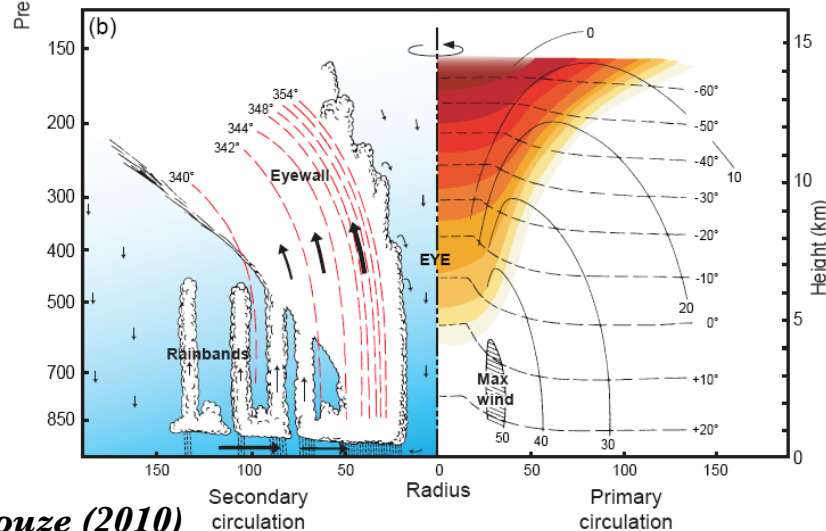 Pre
(b)
150
200
300
400
500
700
850
354°
348°
344°
342°
340°
Eyewall
Rainbands
EYE
Max
wind
0
10
20
30
40
50
-60°
-50°
-40°
-30°
-20°
-10°
0°
+10°
+20°
15
10
5
0
Height (km)
150
100
50
0
50
100
150
Radius
Secondary
circulation
Primary
circulation
ouze (2010)